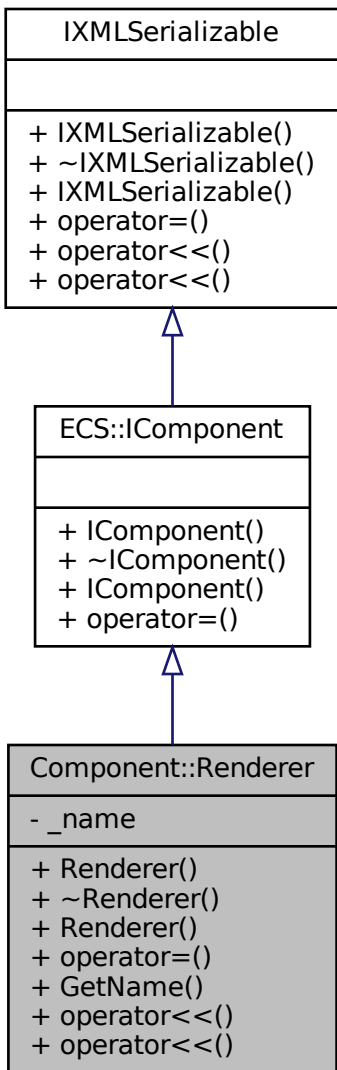 IXMLSerializable
+ IXMLSerializable()
+ ~IXMLSerializable()
+ IXMLSerializable()
+ operator=()
+ operator<<()
+ operator<<()
ECS::IComponent
+ IComponent()
+ ~IComponent()
+ IComponent()
+ operator=()
Component::Renderer
- _name
+ Renderer()
+ ~Renderer()
+ Renderer()
+ operator=()
+ GetName()
+ operator<<()
+ operator<<()